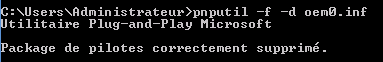 C:\Users\Administrateur>pnputil -f -d oem0.inf
Utilitaire Plug-and-Play Microsoft
Package de pilotes correctement supprimé.